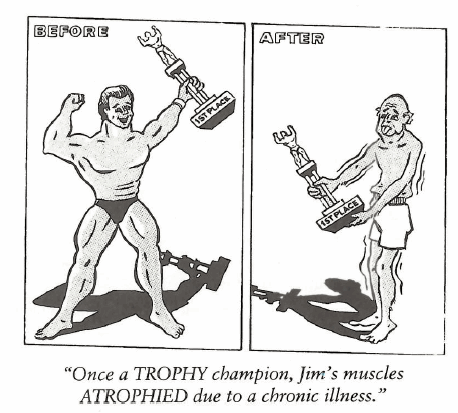 BEFORE
1ST PLACE
AFTER
1ST PLACE
“Once a TROPHY champion, Jim’s muscles
ATROPHIED due to a chronic illness.”